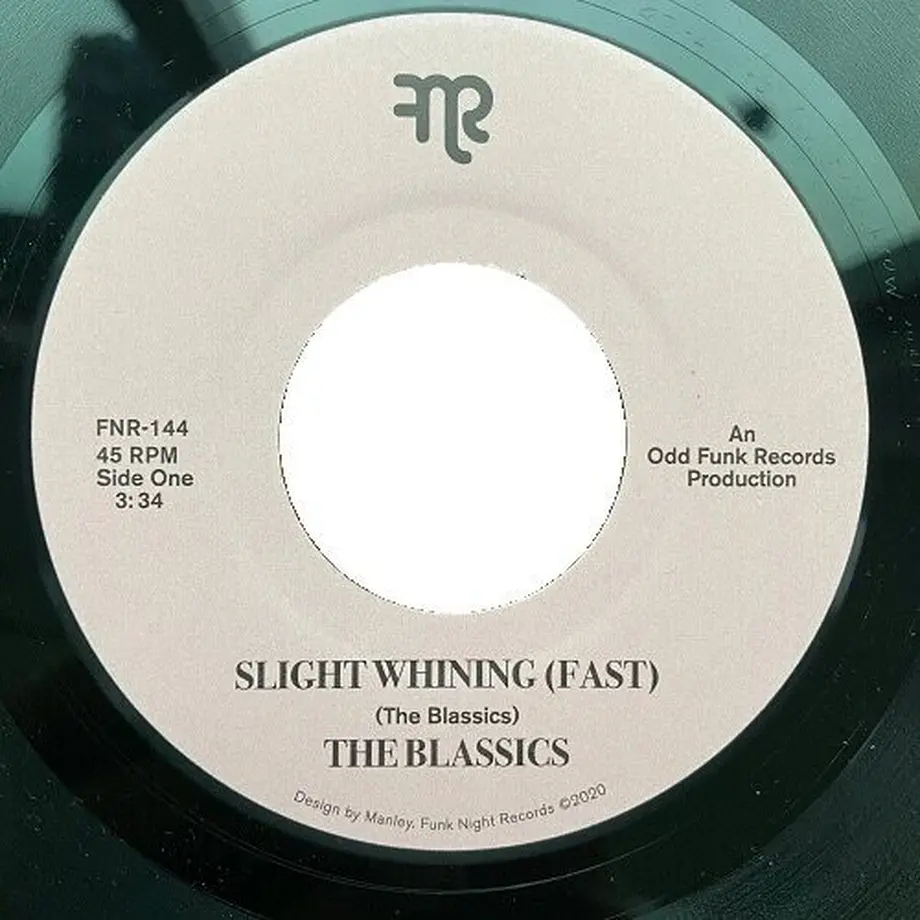 FNR
FNR-144
45 RPM
Side One
3:34
An
Odd Funk Records
Production
SLIGHT WHINING (FAST)
(The Blassics)
THE BLASSICS
Design by Manley. Funk Night Records ©2020